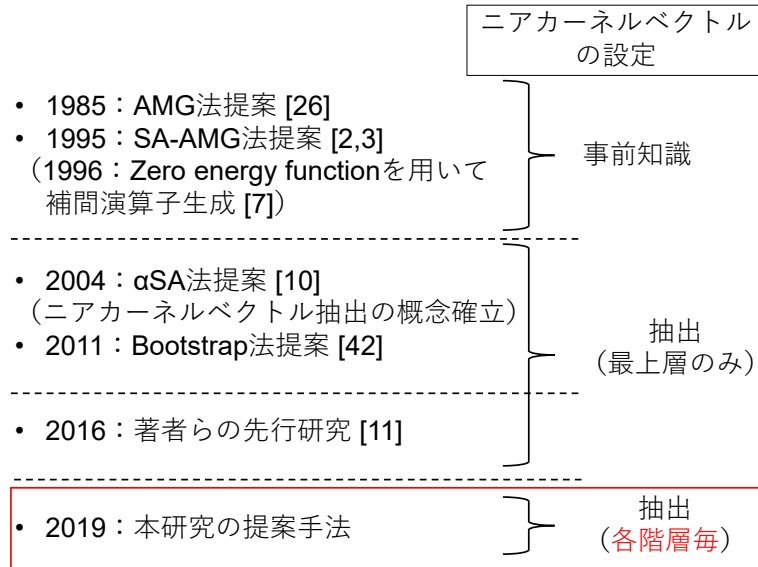 ニアカーネルベクトル
の設定
• 1985：AMG法提案 [26]
• 1995：SA-AMG法提案 [2,3]
（1996：Zero energy functionを用いて
補間演算子生成 [7]）
事前知識
• 2004：αSA法提案 [10]
（ニアカーネルベクトル抽出の概念確立）
• 2011：Bootstrap法提案 [42]
抽出
（最上層のみ）
• 2016：著者らの先行研究 [11]
• 2019：本研究の提案手法
抽出
（各階層毎）